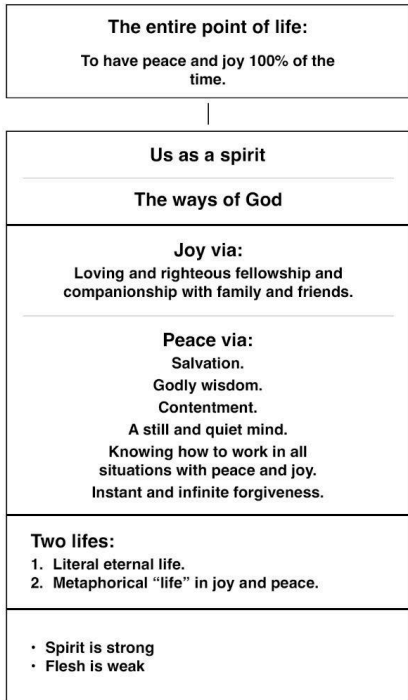 The entire point of life:
To have peace and joy 100% of the
time.
Us as a spirit
The ways of God
Joy via:
Loving and righteous fellowship and
companionship with family and friends.
Peace via:
Salvation.
Godly wisdom.
Contentment.
A still and quiet mind.
Knowing how to work in all
situations with peace and joy.
Instant and infinite forgiveness.
Two lifes:
1. Literal eternal life.
2. Metaphorical “life” in joy and peace.
• Spirit is strong
• Flesh is weak